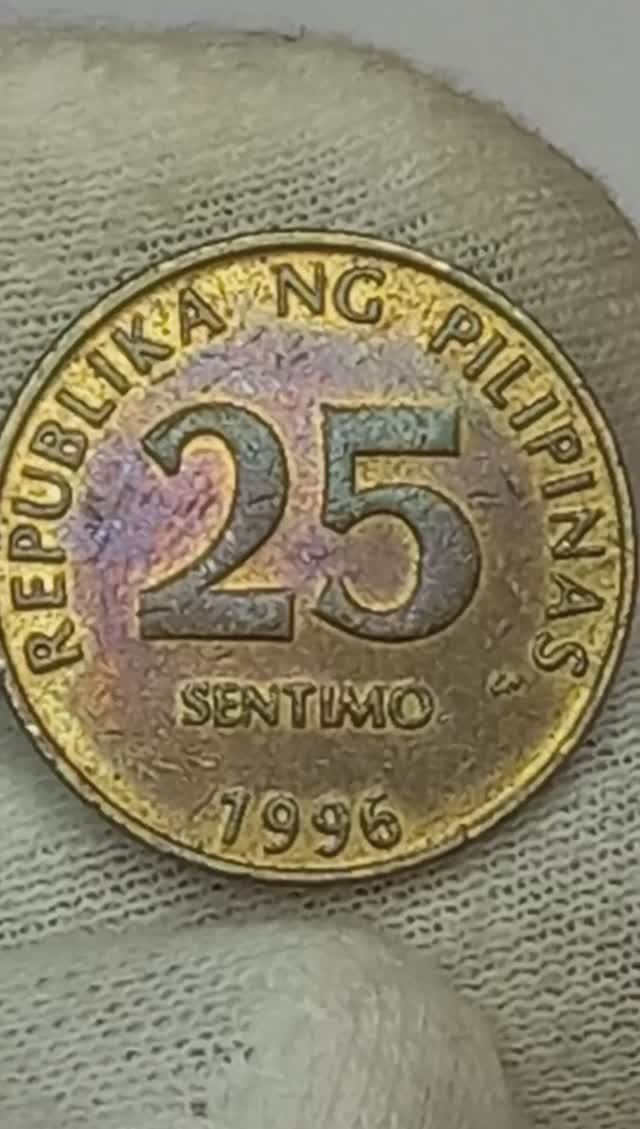 REPUBLIKA NG PILIPINAS
25
SENTIMO
1996